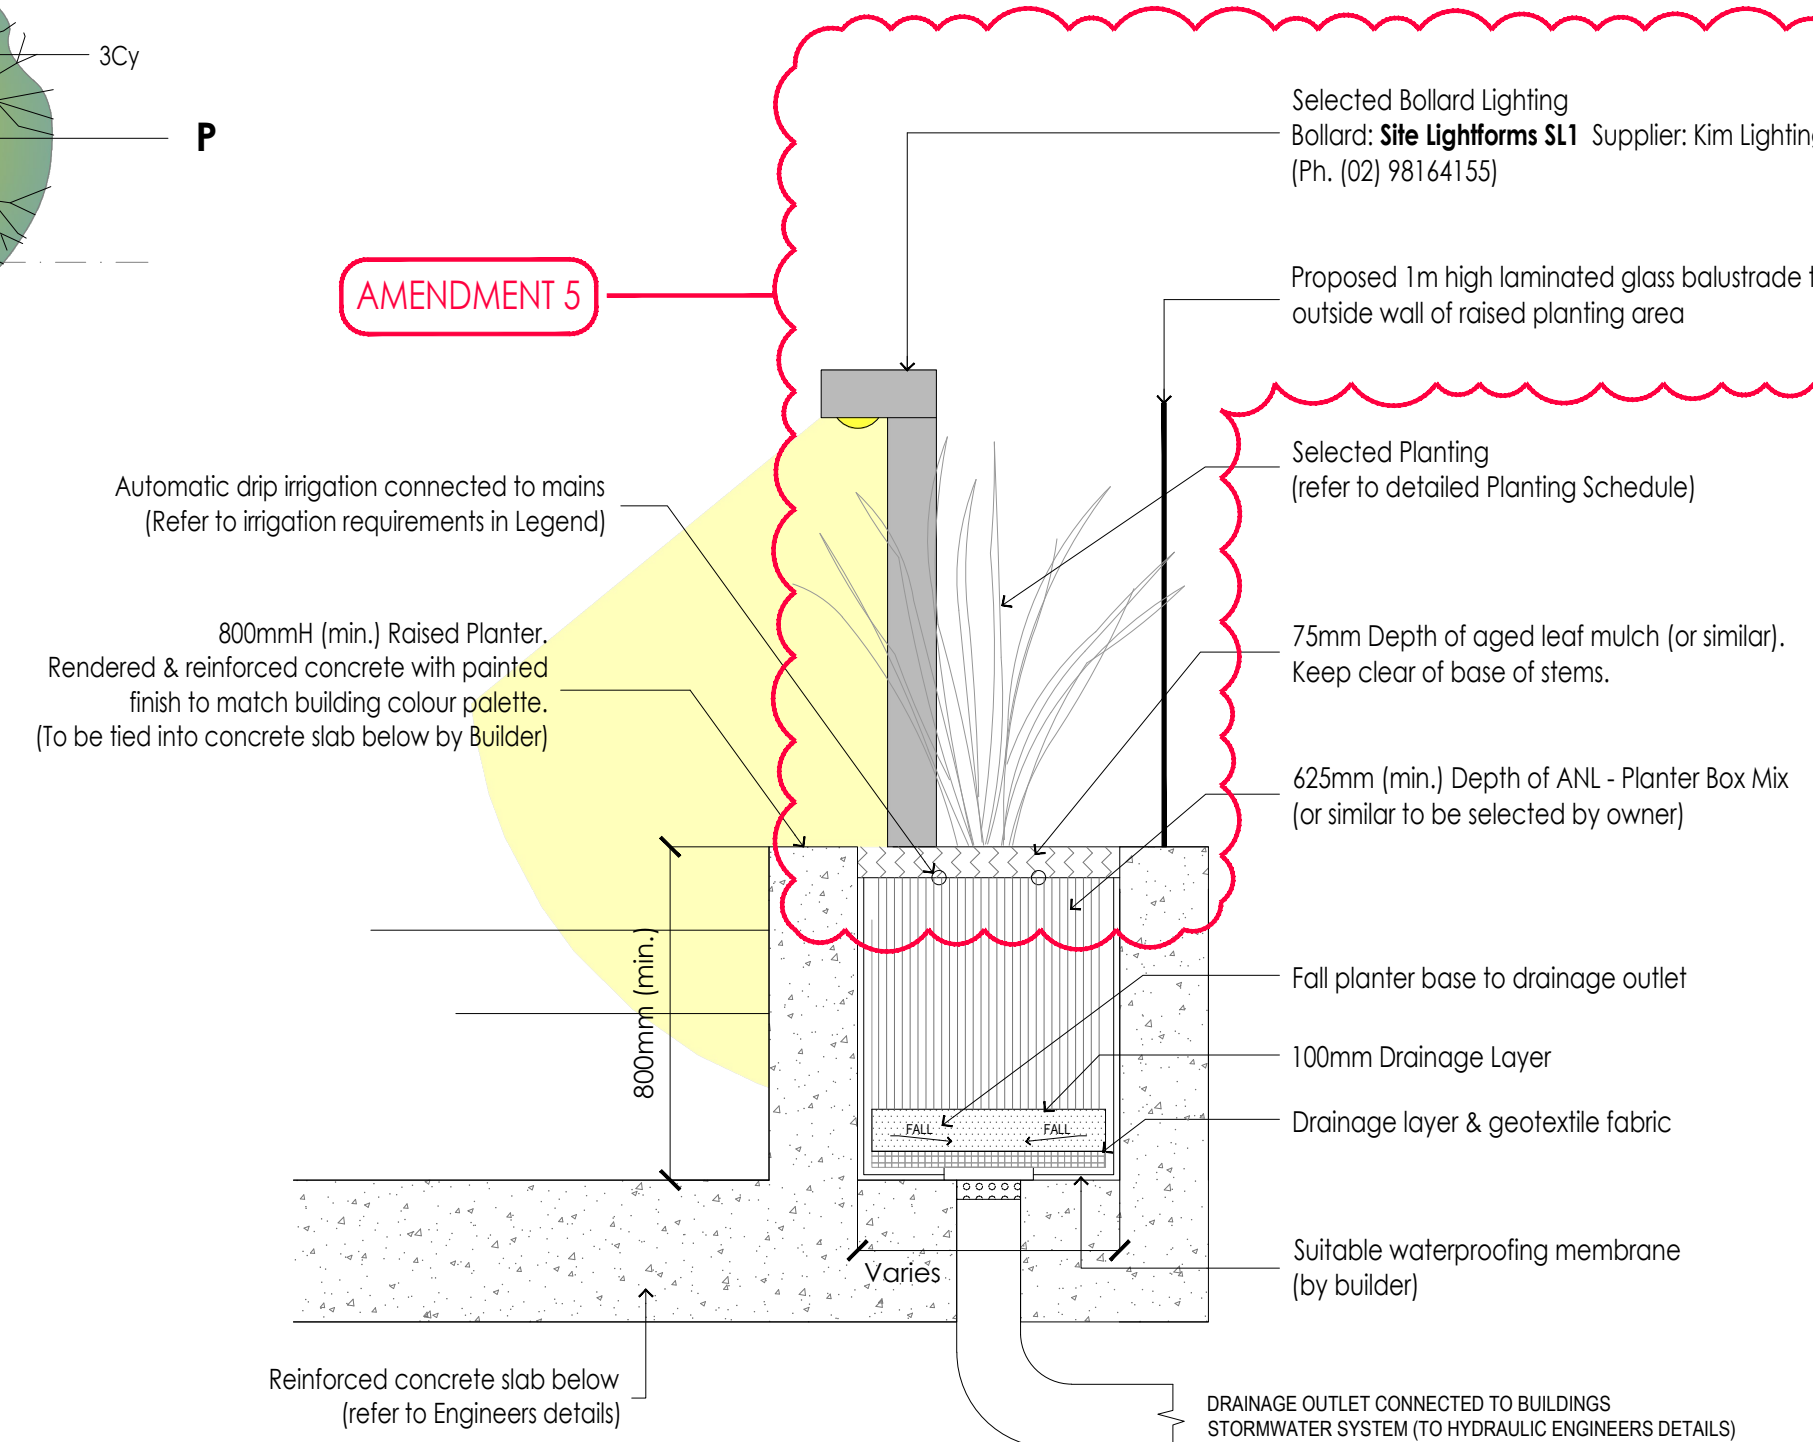 3Cy
P
AMENDMENT 5
Selected Bollard Lighting
Bollard: Site Lightforms SL1 Supplier: Kim Lighting
(Ph. (02) 98164155)
Proposed 1m high laminated glass balustrade
outside wall of raised planting area
Selected Planting
(refer to detailed Planting Schedule)
Automatic drip irrigation connected to mains
(Refer to irrigation requirements in Legend)
800mmH (min.) Raised Planter.
Rendered & reinforced concrete with painted
finish to match building colour palette.
(To be tied into concrete slab below by Builder)
75mm Depth of aged leaf mulch (or similar).
Keep clear of base of stems.
625mm (min.) Depth of ANL - Planter Box Mix
(or similar to be selected by owner)
800mm (min.)
Fall planter base to drainage outlet
100mm Drainage Layer
Drainage layer & geotextile fabric
FALL
FALL
Suitable waterproofing membrane
(by builder)
Varies
Reinforced concrete slab below
(refer to Engineers details)
DRAINAGE OUTLET CONNECTED TO BUILDINGS
STORMWATER SYSTEM (TO HYDRAULIC ENGINEERS DETAILS)